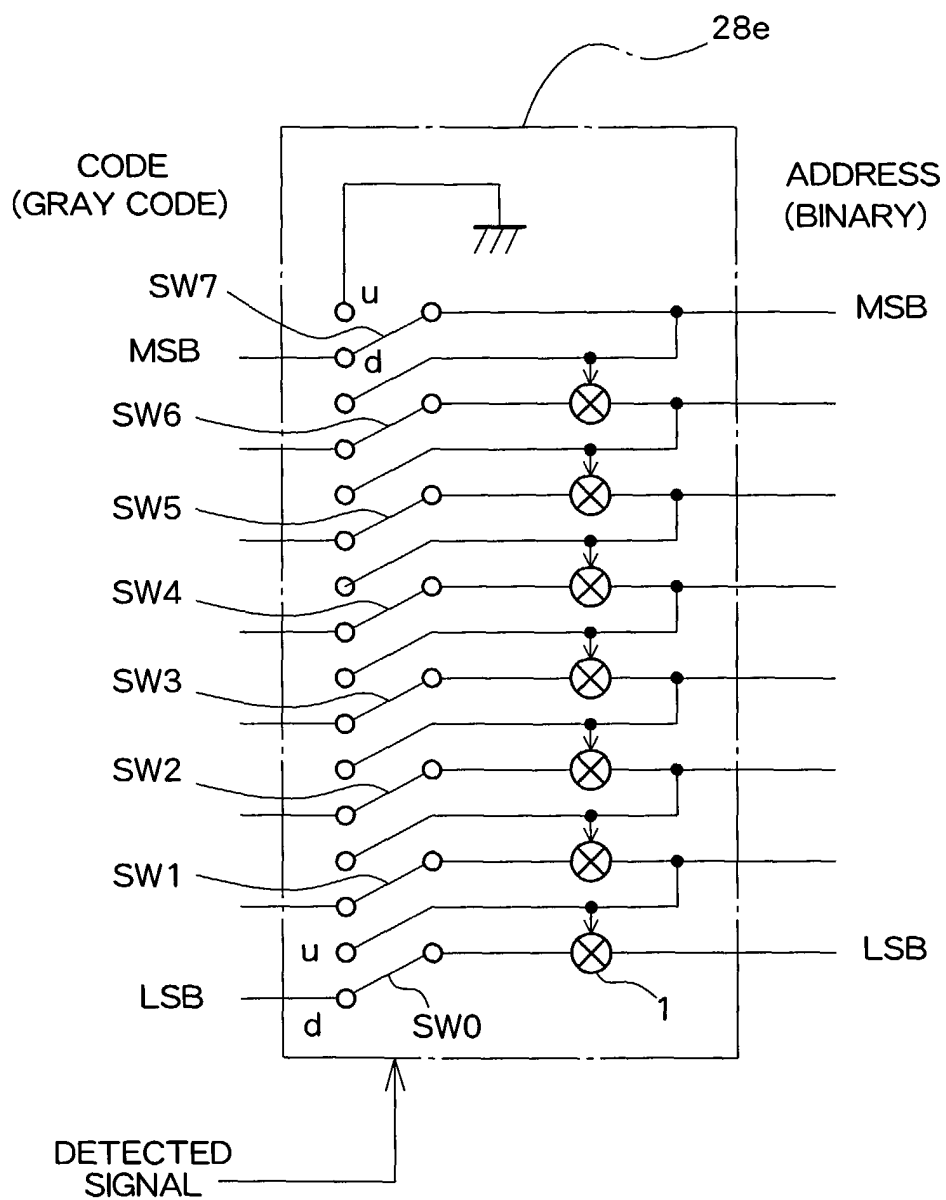 28e
CODE
(GRAY CODE)
ADDRESS
(BINARY)
SW7
u
MSB
d
MSB
SW6
SW5
SW4
SW3
SW2
SW1
u
LSB
LSB
d
SW0
1
DETECTED
SIGNAL